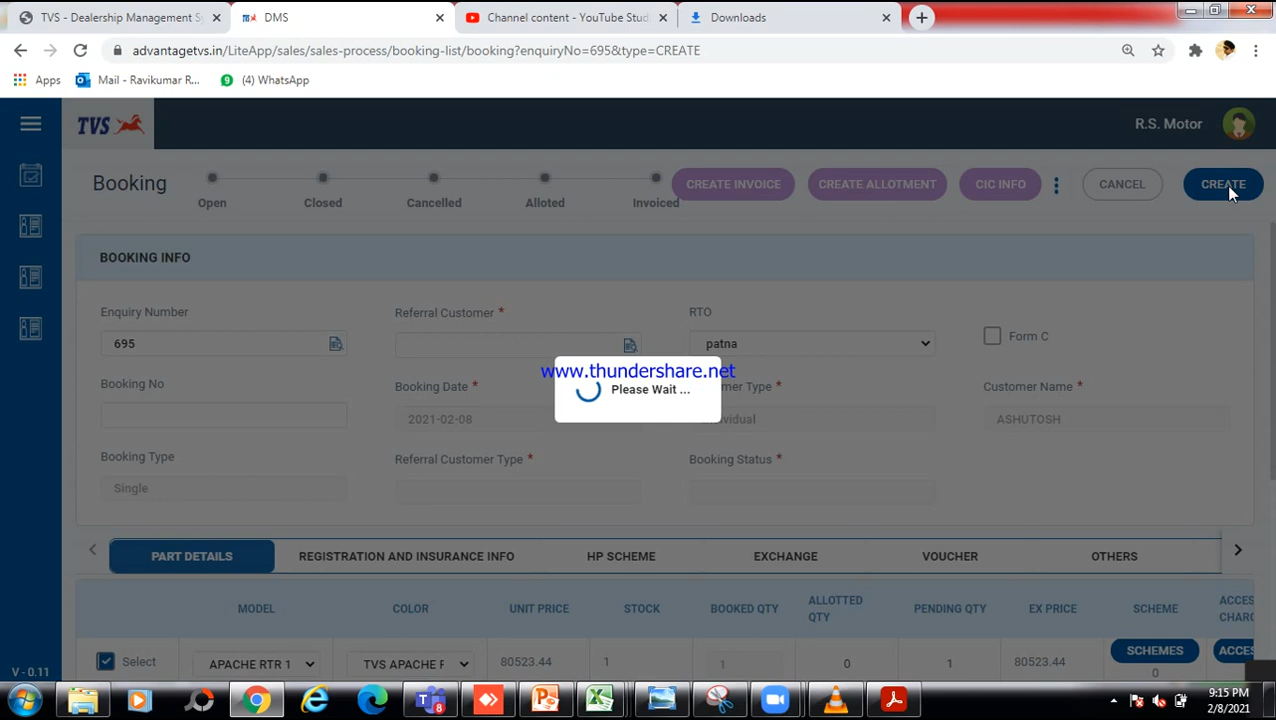 TVS - Dealership Management Sy
DMS
Channel content - YouTube Stud
Downloads
advantagetvs.in/LiteApp/sales/sales-process/booking-list/booking?enquiryNo=695&type=CREATE
Apps
Mail - Ravikumar R...
9
(4) WhatsApp
TVS
R.S. Motor
Booking
Open
Closed
Cancelled
Alloted
Invoiced
CREATE INVOICE
CREATE ALLOTMENT
CIC INFO
CANCEL
CREATE
BOOKING INFO
Enquiry Number
Referral Customer *
RTO
695
patna
Form C
www.thundershare.net
Please Wait ...
Booking No
Booking Date *
omer Type *
Customer Name *
2021-02-08
ividual
ASHUTOSH
Booking Type
Referral Customer Type *
Booking Status *
Single
PART DETAILS
REGISTRATION AND INSURANCE INFO
HP SCHEME
EXCHANGE
VOUCHER
OTHERS
MODEL
COLOR
UNIT PRICE
STOCK
BOOKED QTY
ALLOTTED
QTY
PENDING QTY
EX PRICE
SCHEME
ACCES
CHARG
Select
APACHE RTR 1
TVS APACHE F
80523.44
1
1
0
1
80523.44
SCHEMES
0
ACCES
V - 0.11
8
9:15 PM
2/8/2021